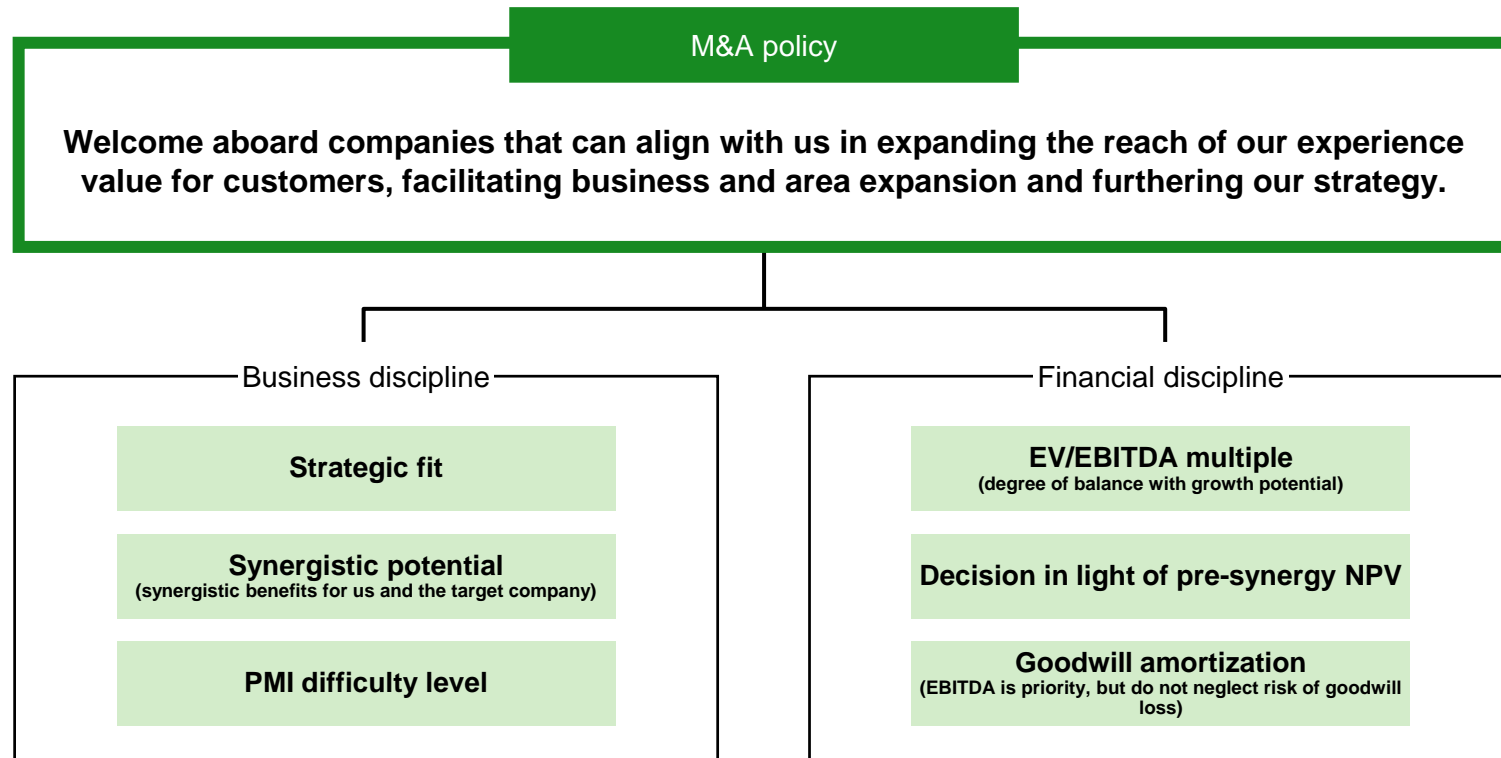 M&A policy
Welcome aboard companies that can align with us in expanding the reach of our experience
value for customers, facilitating business and area expansion and furthering our strategy.
Business discipline
Strategic fit
Synergistic potential
(synergistic benefits for us and the target company)
PMI difficulty level
Financial discipline
EV/EBITDA multiple
(degree of balance with growth potential)
Decision in light of pre-synergy NPV
Goodwill amortization
(EBITDA is priority, but do not neglect risk of goodwill
loss)